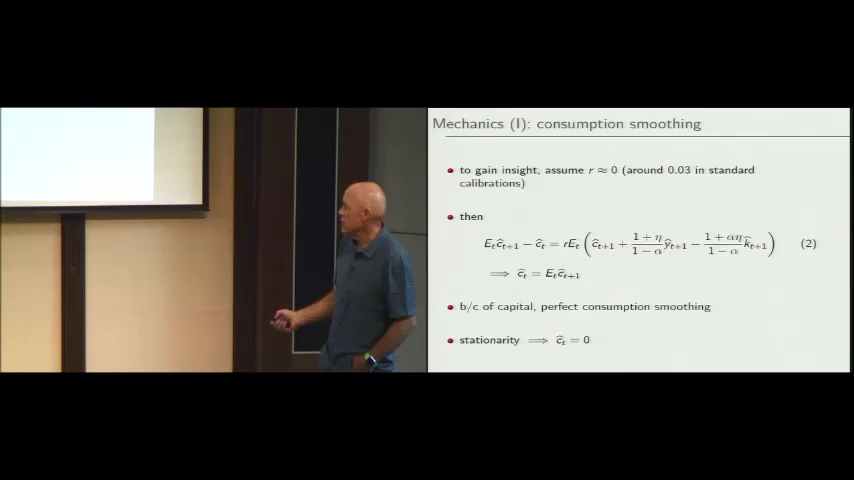 Mechanics (I): consumption smoothing
to gain insight, assume r ≈ 0 (around 0.03 in standard
calibrations)
then
E_t ĉ_{t+1} − ĉ_t = rE_t ( ĉ_{t+1} + \frac{1 + η}{1 − α} ŷ_{t+1} − \frac{1 + αη}{1 − α} k̂_{t+1} ) (2)
⟹ ĉ_t = E_t ĉ_{t+1}
b/c of capital, perfect consumption smoothing
stationarity ⟹ ĉ_t = 0